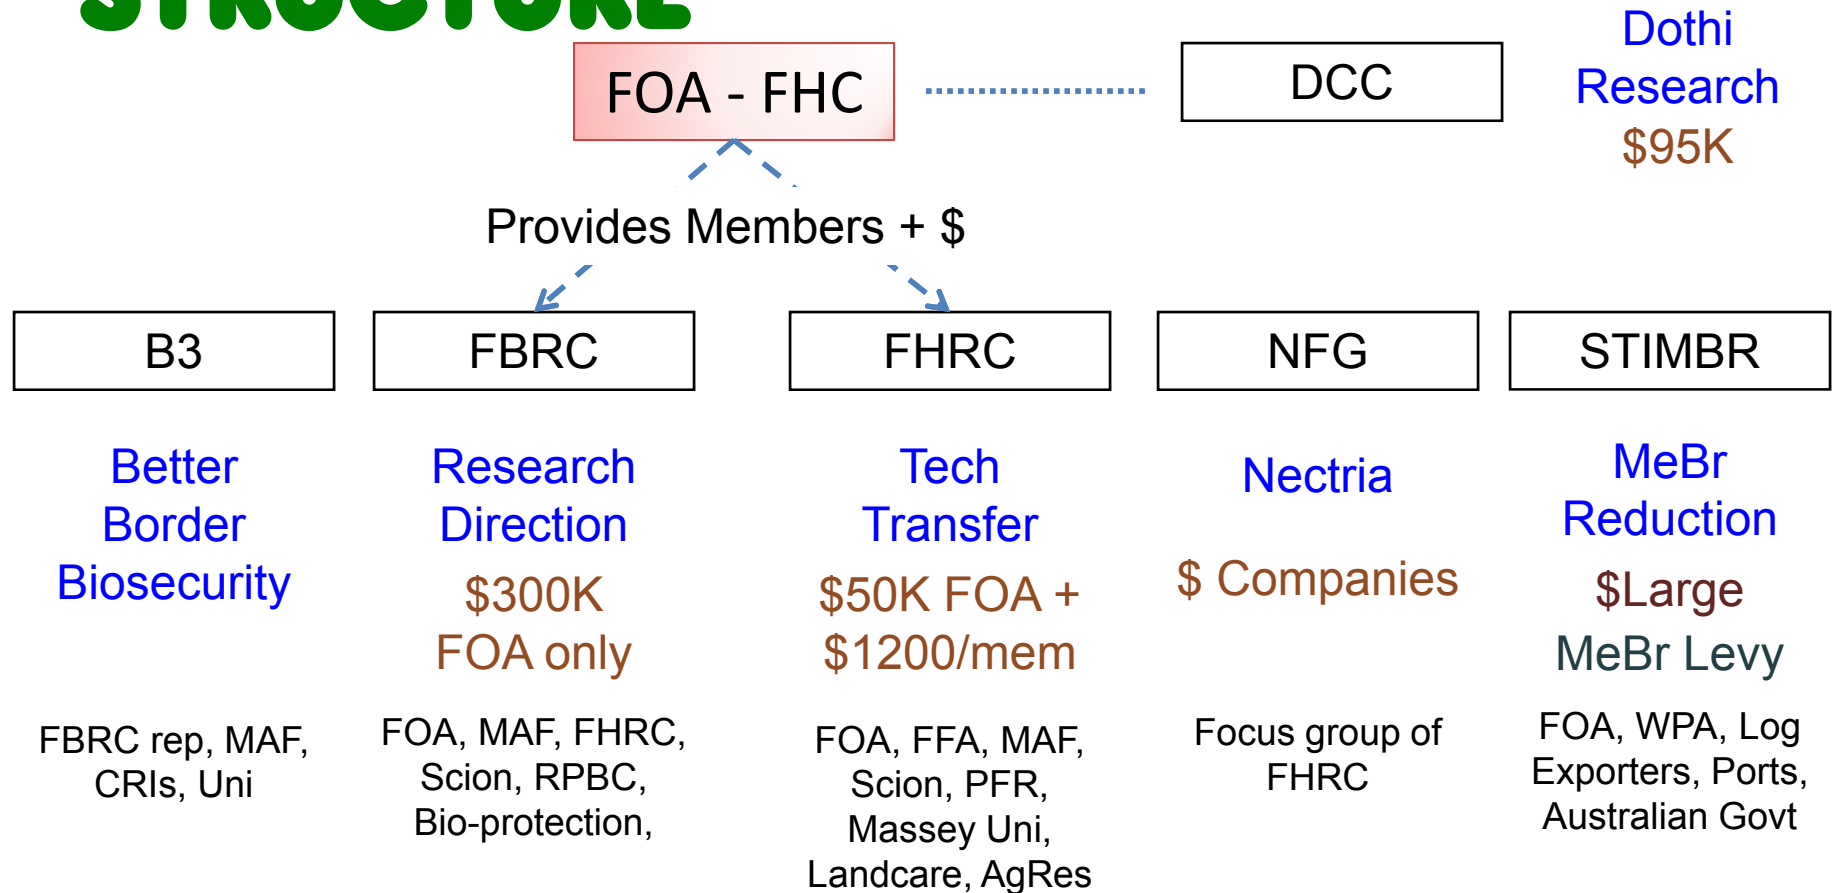 STRUCTURE
FOA - FHC
DCC
Dothi
Research
$95K
Provides Members + $
B3
FBRC
FHRC
NFG
STIMBR
Better
Border
Biosecurity
Research
Direction
$300K
FOA only
Tech
Transfer
$50K FOA +
$1200/mem
Nectria
$ Companies
MeBr
Reduction
$Large
MeBr Levy
FBRC rep, MAF,
CRIs, Uni
FOA, MAF, FHRC,
Scion, RPBC,
Bio-protection,
FOA, FFA, MAF,
Scion, PFR,
Massey Uni,
Landcare, AgRes
Focus group of
FHRC
FOA, WPA, Log
Exporters, Ports,
Australian Govt